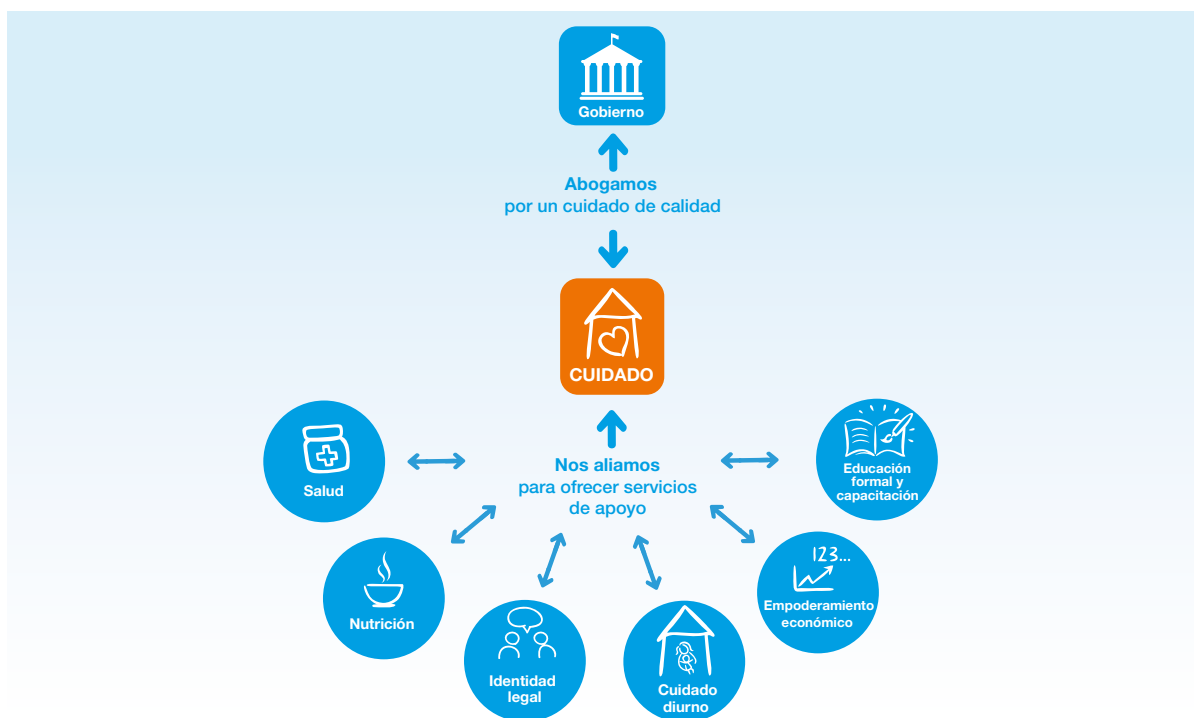 Gobierno
Abogamos
por un cuidado de calidad
CUIDADO
Nos aliamos
para ofrecer servicios
de apoyo
Salud
Nutrición
Identidad
legal
Cuidado
diurno
123...
Empoderamiento
económico
Educación
formal y
capacitación